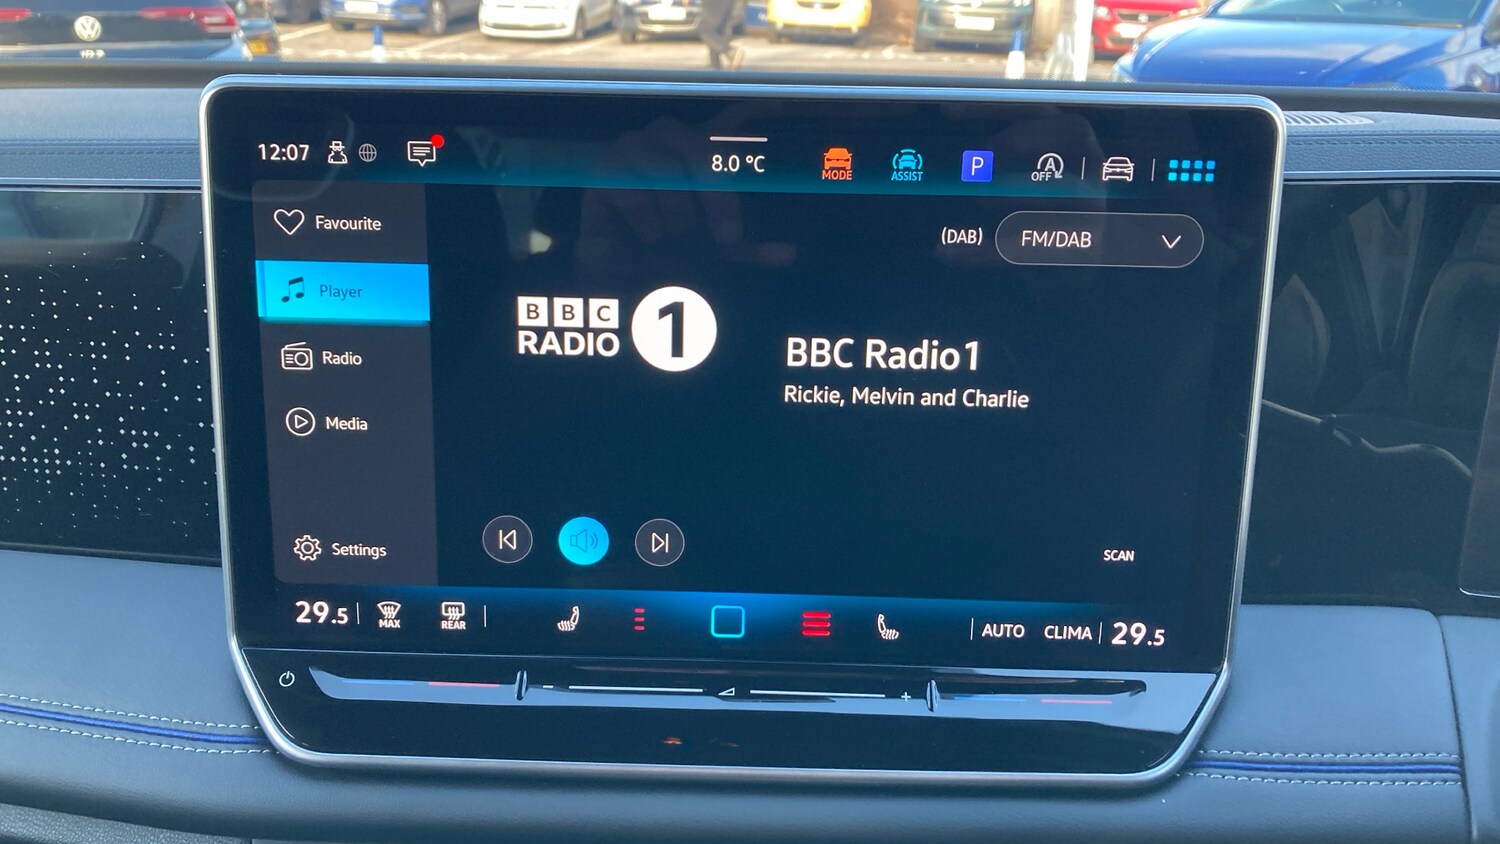 12:07
8.0 °C
MODE
ASSIST
P
A
OFF
Favourite
(DAB)
FM/DAB
Player
BBC
RADIO
1
BBC Radio1
Rickie, Melvin and Charlie
Radio
Media
Settings
SCAN
29.5
MAX
REAR
AUTO
CLIMA
29.5
- +